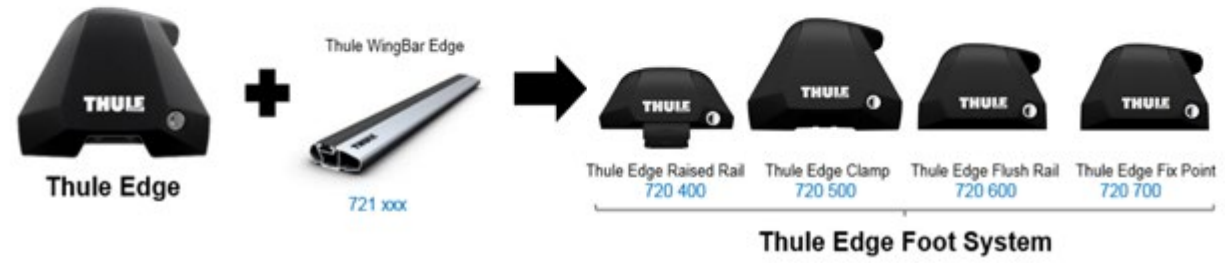 THULE
Thule Edge
Thule WingBar Edge
THULE
721 xxx
THULE
THULE
THULE
THULE
Thule Edge Raised Rail
720 400
Thule Edge Clamp
720 500
Thule Edge Flush Rail
720 600
Thule Edge Fix Point
720 700
Thule Edge Foot System